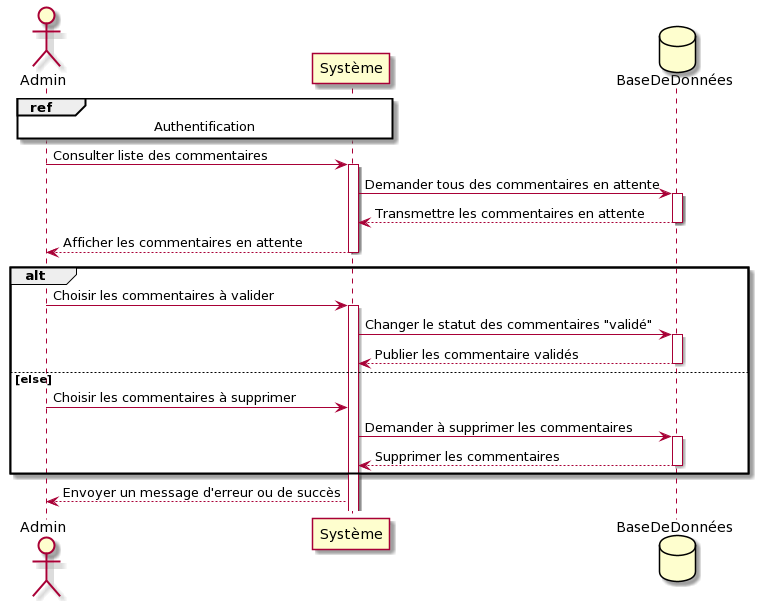 Admin
Système
BaseDeDonnées
ref
Authentification
Consulter liste des commentaires
Demander tous des commentaires en attente
Transmettre les commentaires en attente
Afficher les commentaires en attente
alt
Choisir les commentaires à valider
Changer le statut des commentaires "validé"
Publier les commentaire validés
[else]
Choisir les commentaires à supprimer
Demander à supprimer les commentaires
Supprimer les commentaires
Envoyer un message d'erreur ou de succès
Admin
Système
BaseDeDonnées